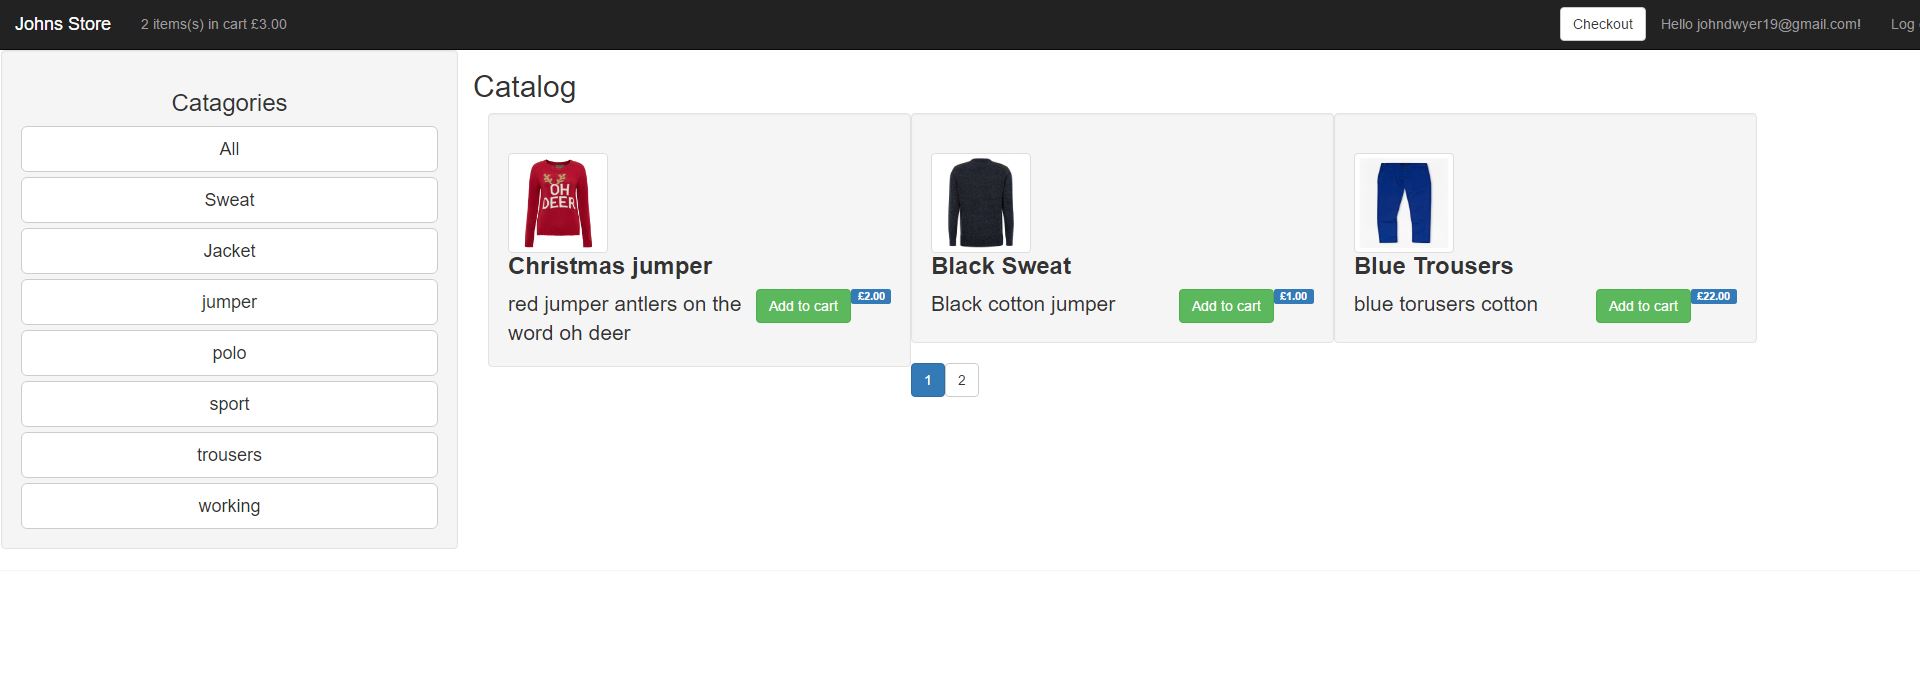 Johns Store
2 items(s) in cart £3.00
Checkout
Hello johndwyer19@gmail.com!
Log
Catagories
All
Sweat
Jacket
jumper
polo
sport
trousers
working
Catalog
OH
DEER
Christmas jumper
red jumper antlers on the
word oh deer
Add to cart
£2.00
Black Sweat
Black cotton jumper
Add to cart
£1.00
Blue Trousers
blue torusers cotton
Add to cart
£22.00
1
2